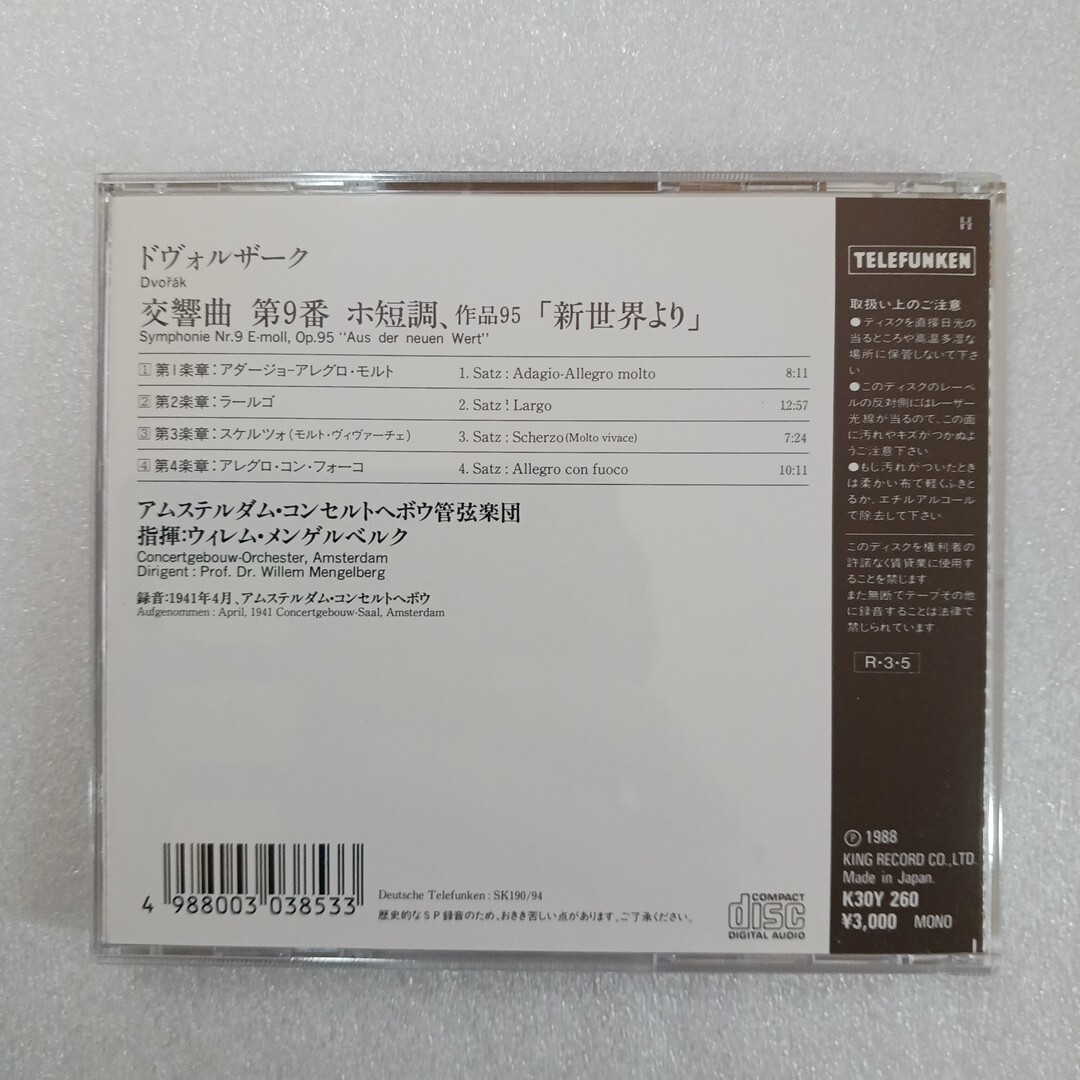 ドヴォルザーク
Dvořák
交響曲 第9番 ホ短調、作品95 「新世界より」
Symphonie Nr.9 E-moll, Op.95 "Aus der neuen Wert"
1 第1楽章：アダージョ−アレグロ・モルト 1. Satz : Adagio-Allegro molto 8:11
2 第2楽章：ラールゴ 2. Satz ! Largo 12:57
3 第3楽章：スケルツォ（モルト・ヴィヴァーチェ） 3. Satz : Scherzo (Molto vivace) 7:24
4 第4楽章：アレグロ・コン・フォーコ 4. Satz : Allegro con fuoco 10:11
アムステルダム・コンセルトヘボウ管弦楽団
指揮：ウィレム・メンゲルベルク
Concertgebouw-Orchester, Amsterdam
Dirigent : Prof. Dr. Willem Mengelberg
録音：1941年4月、アムステルダム・コンセルトヘボウ
Aufgenommen : April, 1941 Concertgebouw-Saal, Amsterdam
4 988003 038533
Deutsche Telefunken : SK190/94
歴史的なSP録音のため、おきき苦しい点があります。ご了承ください。
COMPACT
disc
DIGITAL AUDIO
H
TELEFUNKEN
取扱い上のご注意
●ディスクを直接日光の
当るところや高温多湿な
場所に保管しないで下さ
い
●このディスクのレーベ
ルの反対側にはレーザー
光線が当るので、この面
に汚れやキズがつかぬよ
うご注意下さい
●もし汚れがついたとき
は柔かい布で軽くふきと
るか、エチルアルコール
で除去して下さい
このディスクを権利者の
許諾なく賃貸業に使用す
ることを禁じます
また無断でテープその他
に録音することは法律で
禁じられています
R・3・5
Ⓟ 1988
KING RECORD CO., LTD.
Made in Japan.
K30Y 260
¥3,000 MONO